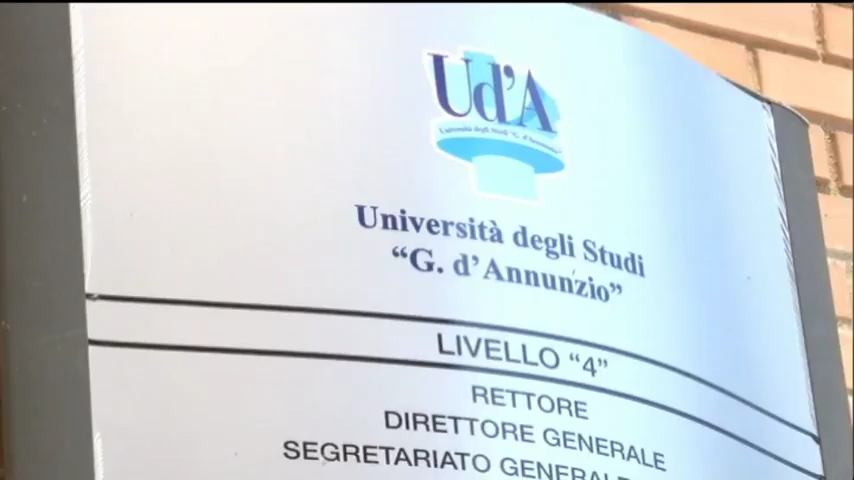 Ud'A
Università degli Studi "G. d'Annunzio"
Università degli Studi
“G. d’Annunzio”
LIVELLO “4”
RETTORE
DIRETTORE GENERALE
SEGRETARIATO GENERALE